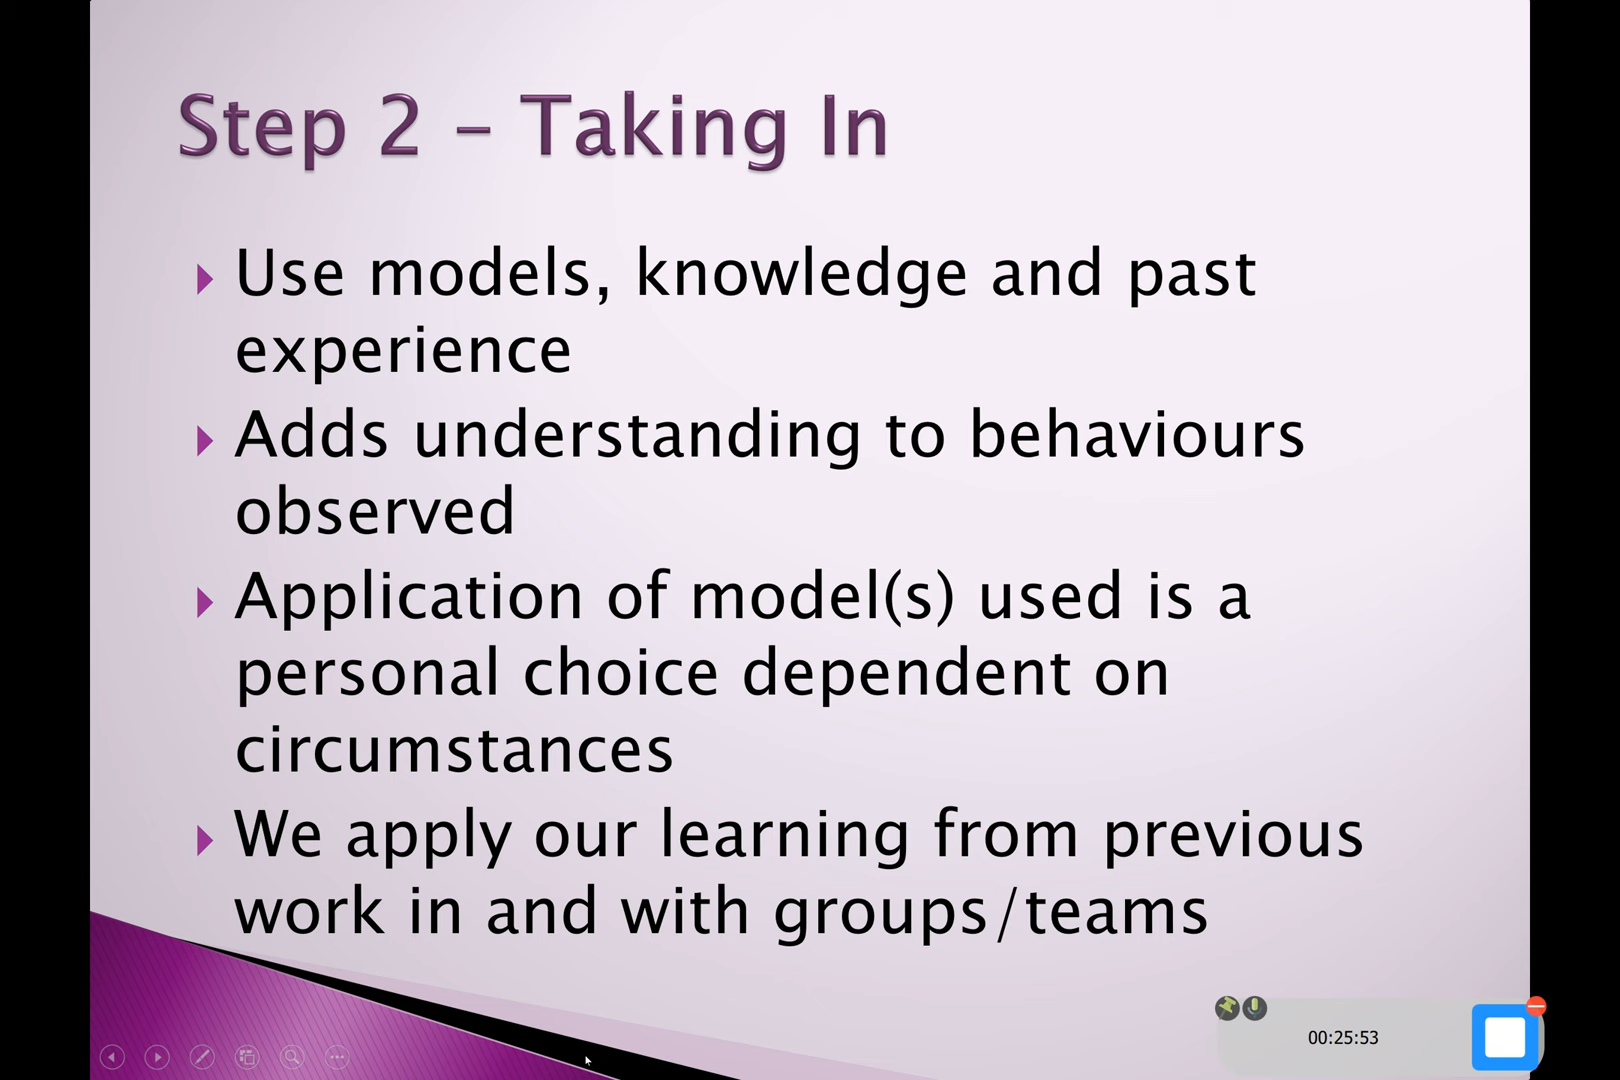 Step 2 – Taking In
Use models, knowledge and past
experience
Adds understanding to behaviours
observed
Application of model(s) used is a
personal choice dependent on
circumstances
We apply our learning from previous
work in and with groups/teams
00:25:53